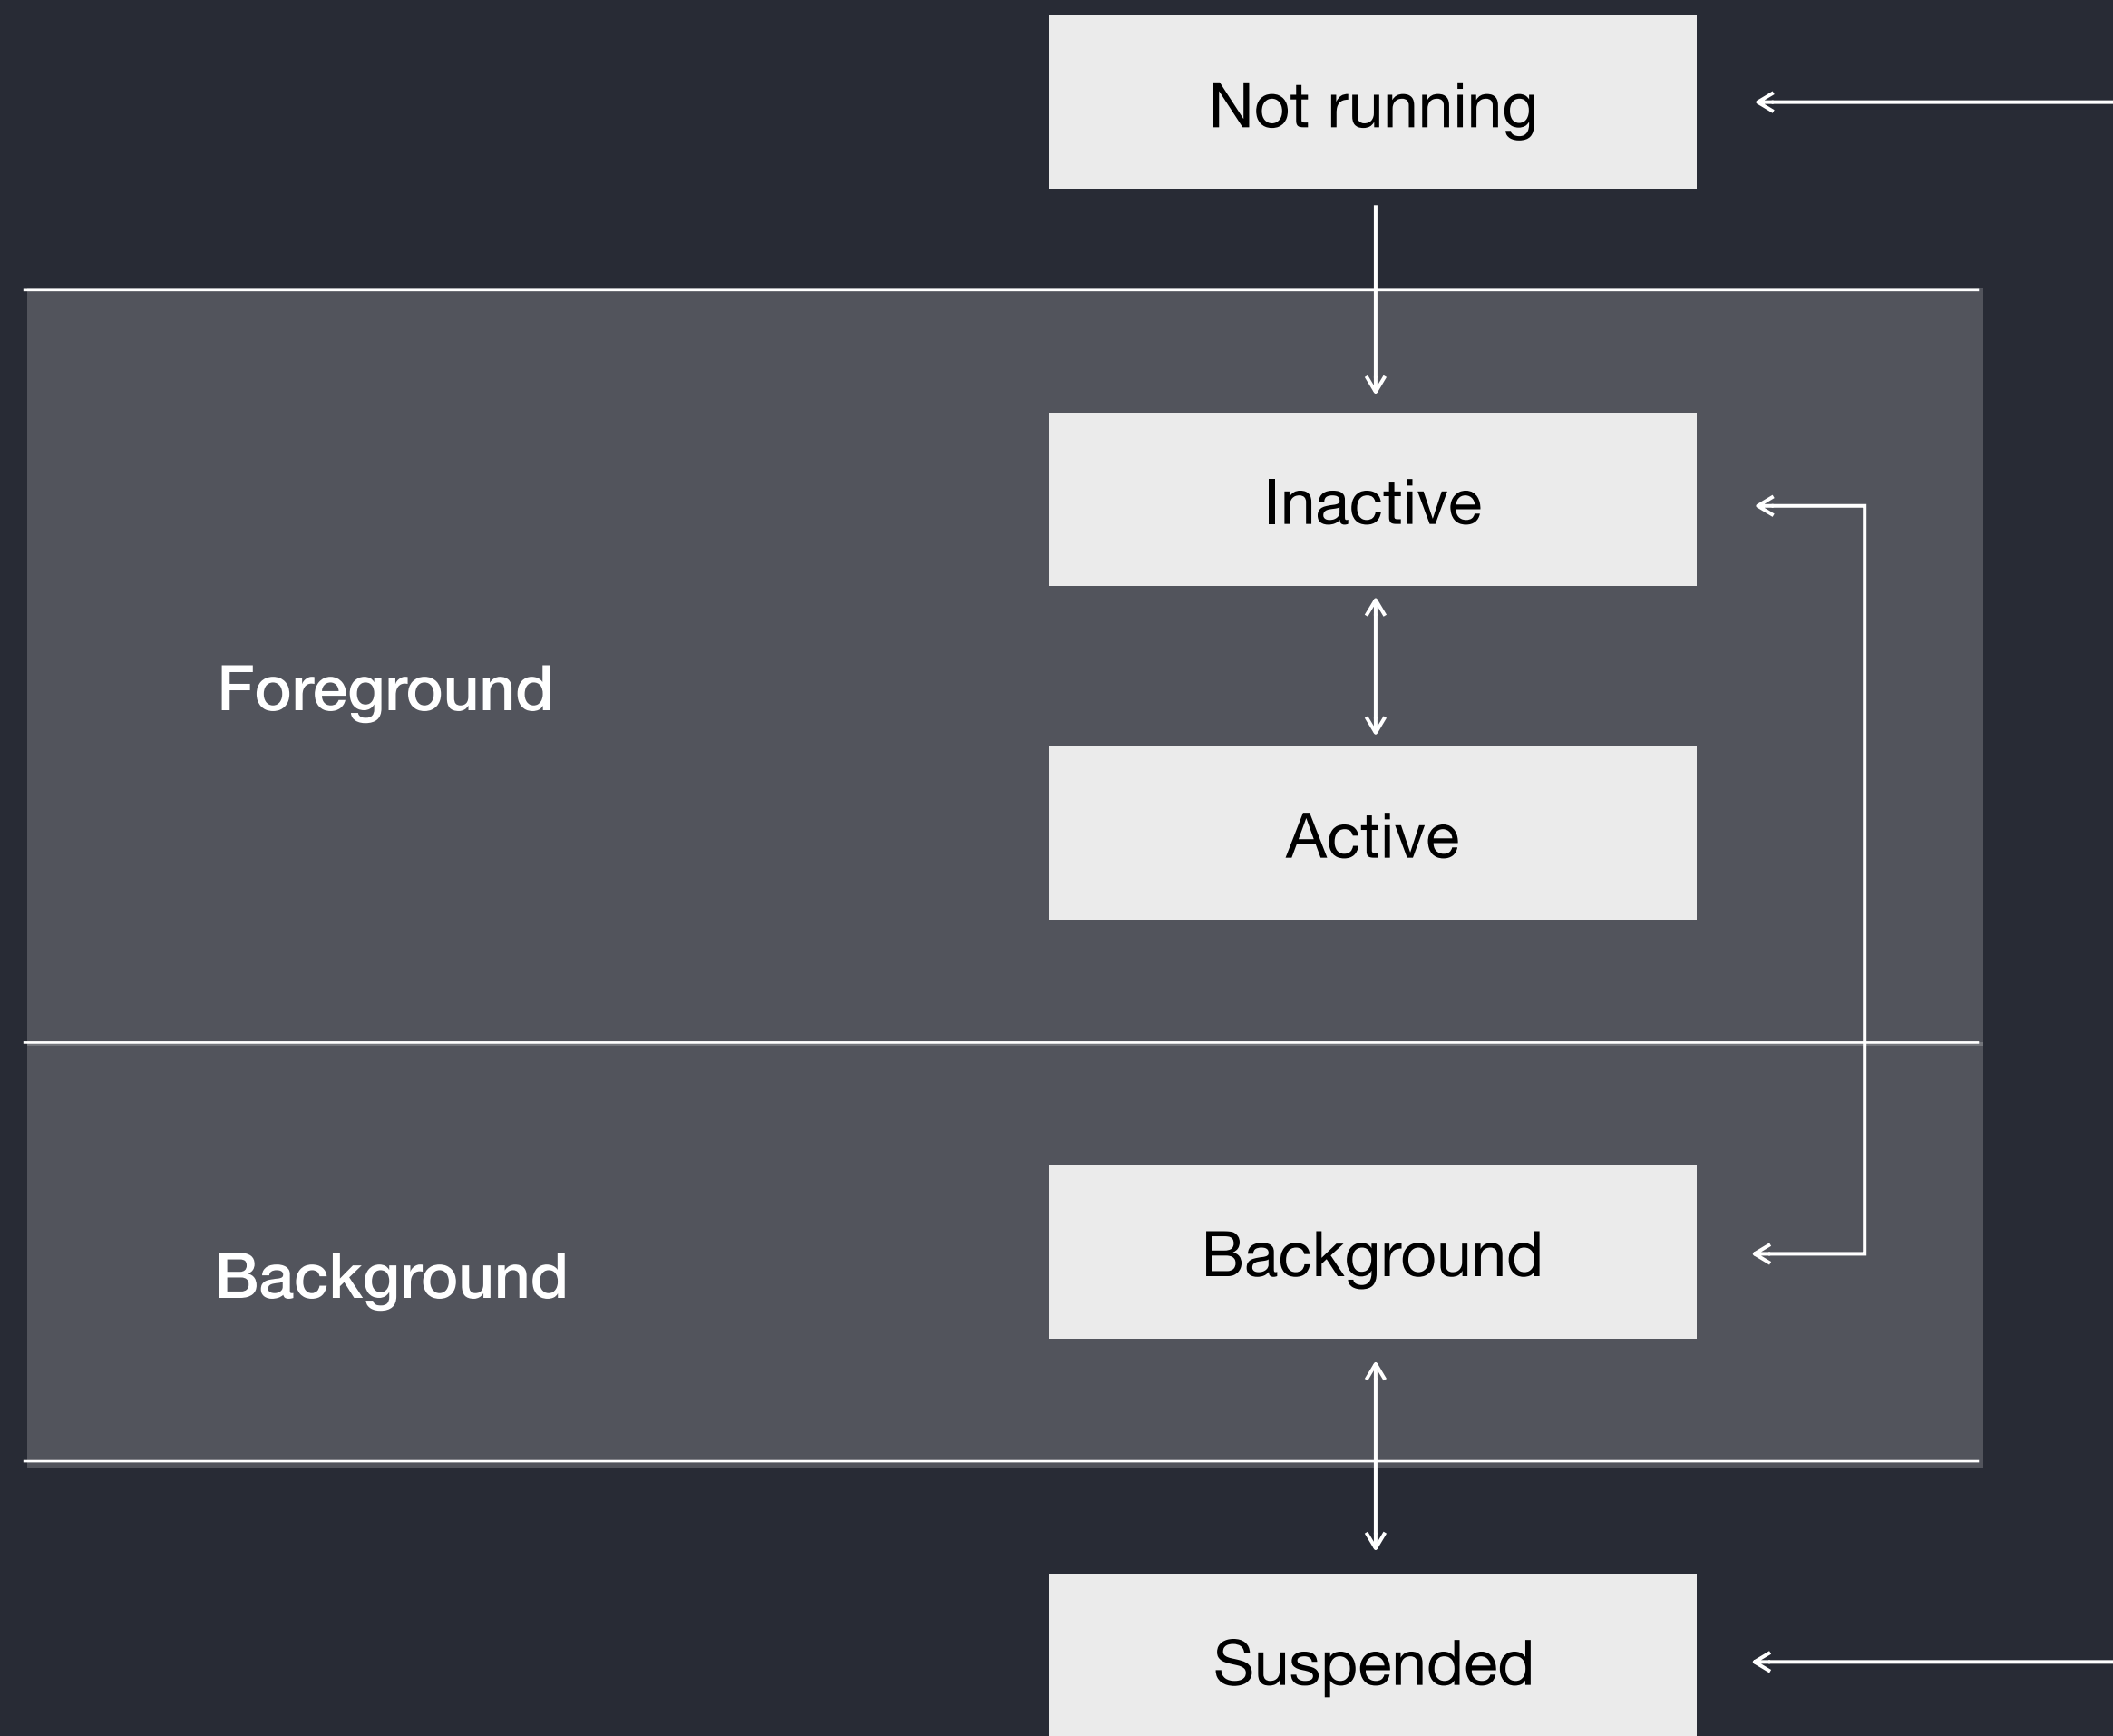 Not running
Inactive
Foreground
Active
Background
Background
Suspended